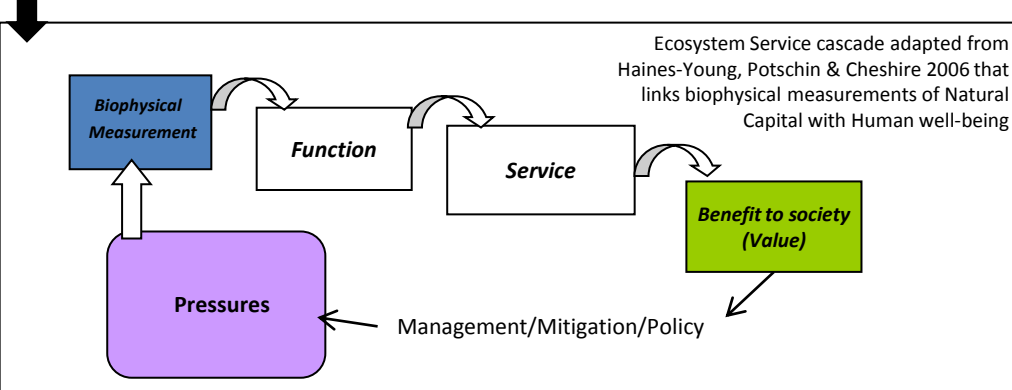 Ecosystem Service cascade adapted from
Haines-Young, Potschin & Cheshire 2006 that
links biophysical measurements of Natural
Capital with Human well-being
Biophysical
Measurement
Function
Service
Benefit to society
(Value)
Pressures
Management/Mitigation/Policy